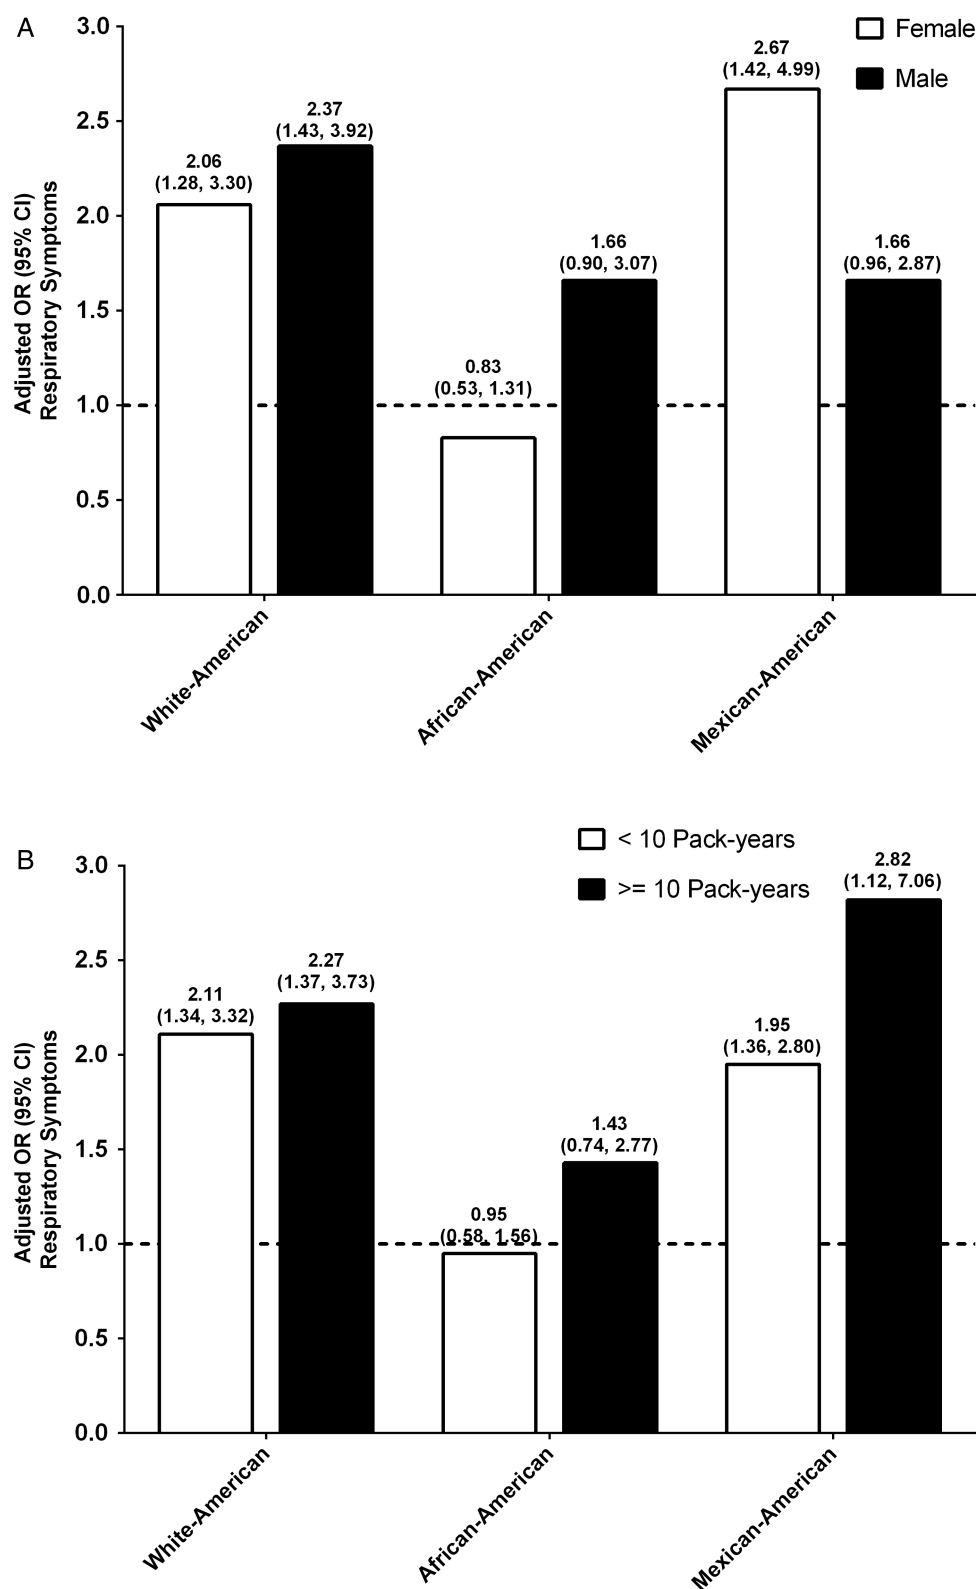 A
Female
Male
3.0
2.5
2.0
1.5
1.0
0.5
0.0
Adjusted OR (95% CI)
Respiratory Symptoms
2.06
(1.28, 3.30)
2.37
(1.43, 3.92)
0.83
(0.53, 1.31)
1.66
(0.90, 3.07)
2.67
(1.42, 4.99)
1.66
(0.96, 2.87)
White-American
African-American
Mexican-American
B
< 10 Pack-years
>= 10 Pack-years
3.0
2.5
2.0
1.5
1.0
0.5
0.0
Adjusted OR (95% CI)
Respiratory Symptoms
2.11
(1.34, 3.32)
2.27
(1.37, 3.73)
0.95
(0.58, 1.56)
1.43
(0.74, 2.77)
1.95
(1.36, 2.80)
2.82
(1.12, 7.06)
White-American
African-American
Mexican-American